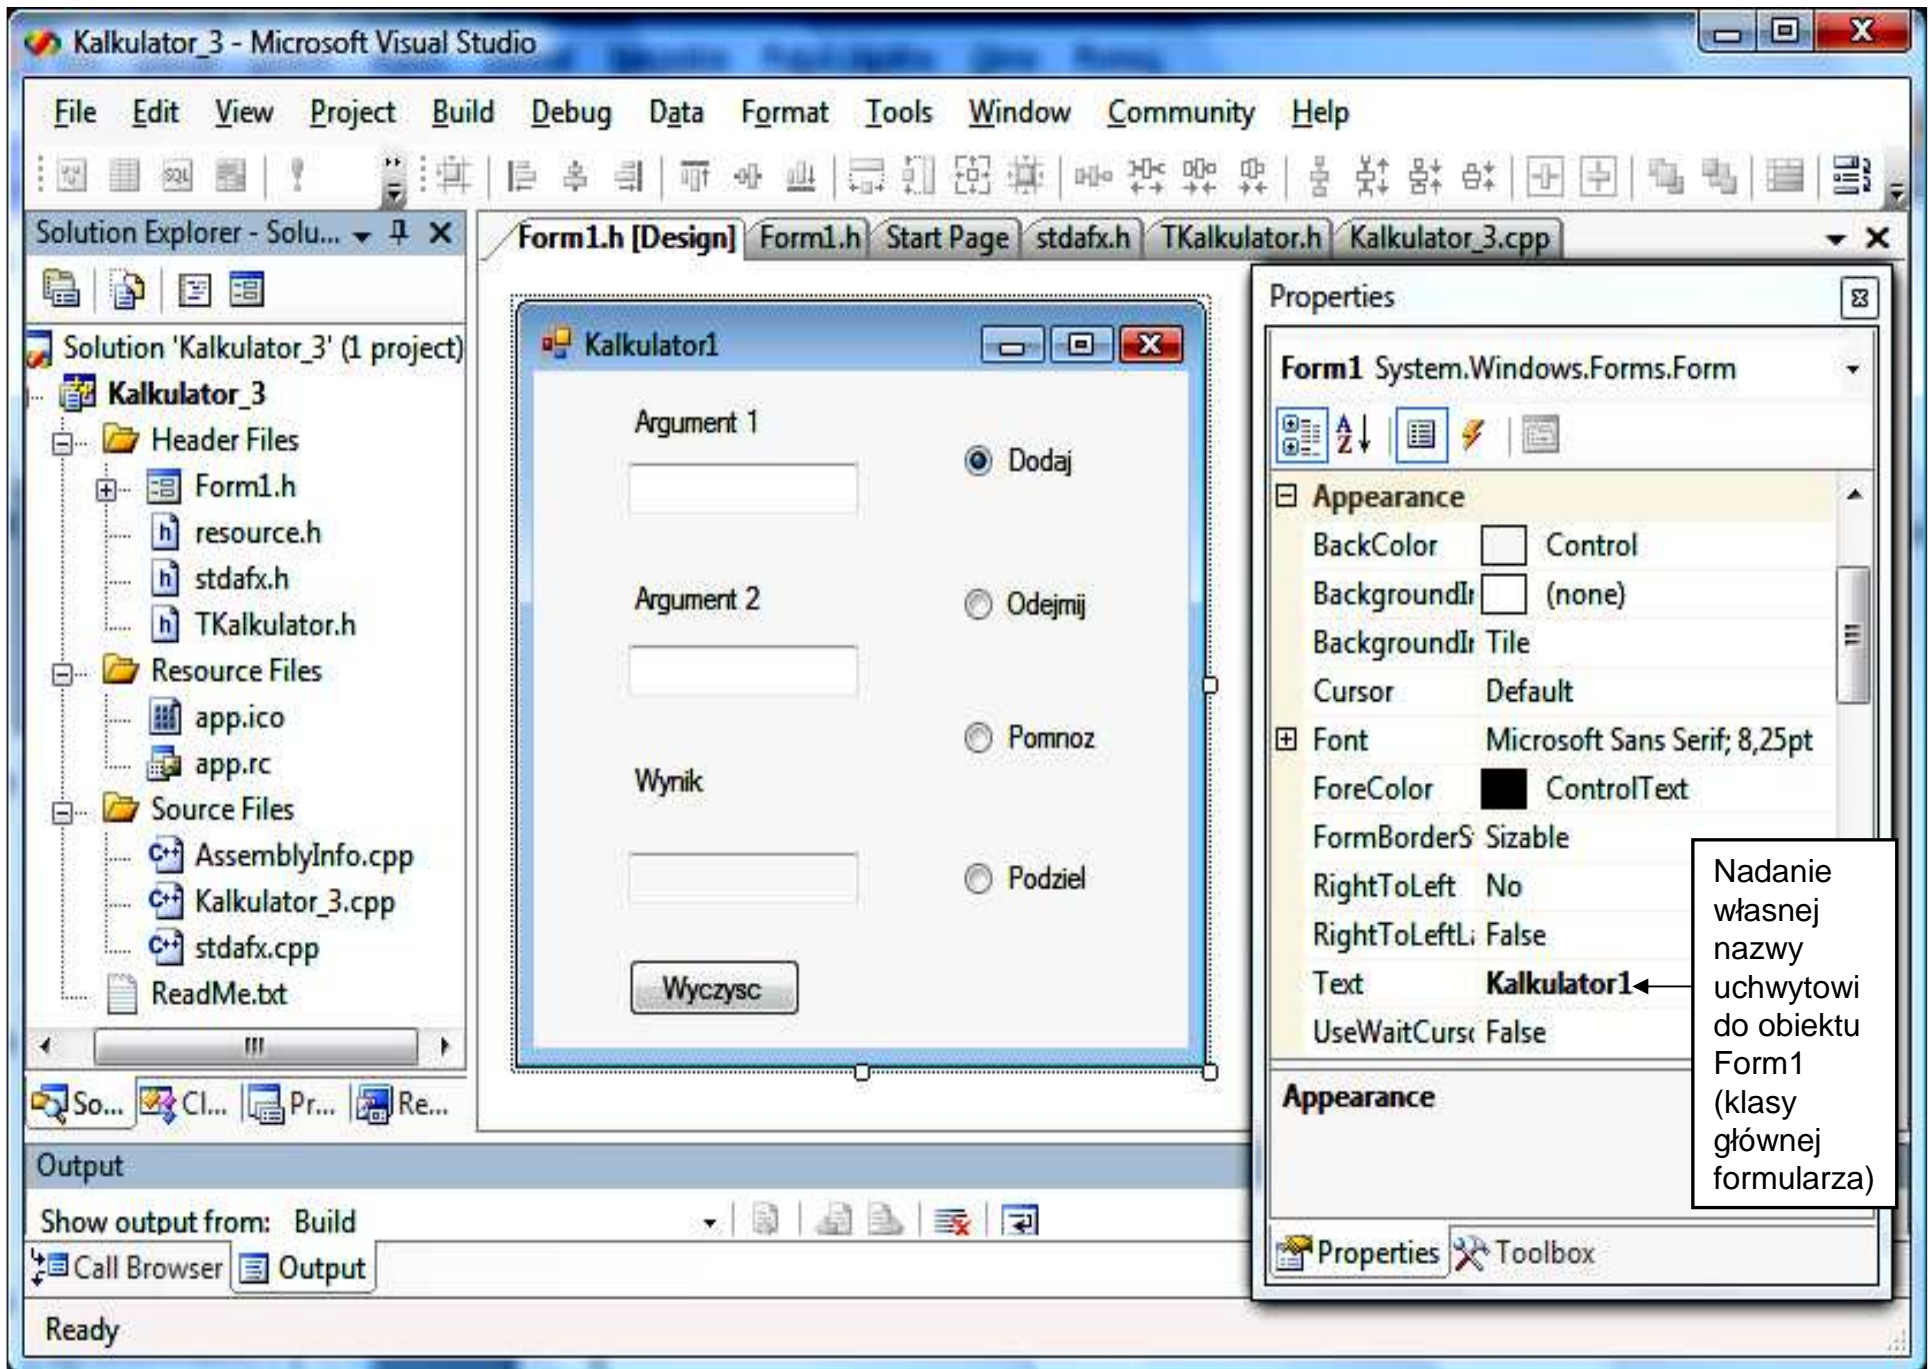 Kalkulator_3 - Microsoft Visual Studio
File Edit View Project Build Debug Data Format Tools Window Community Help
Solution Explorer - Solu...
Solution 'Kalkulator_3' (1 project)
Kalkulator_3
Header Files
Form1.h
resource.h
stdafx.h
TKalkulator.h
Resource Files
app.ico
app.rc
Source Files
AssemblyInfo.cpp
Kalkulator_3.cpp
stdafx.cpp
ReadMe.txt
So... Cl... Pr... Re...
Form1.h [Design] Form1.h Start Page stdafx.h TKalkulator.h Kalkulator_3.cpp
Kalkulator1
Argument 1
Dodaj
Argument 2
Odejmij
Pomnoz
Wynik
Podziel
Wyczysc
Properties
Form1 System.Windows.Forms.Form
Appearance
BackColor Control
BackgroundIr (none)
BackgroundIr Tile
Cursor Default
Font Microsoft Sans Serif; 8,25pt
ForeColor ControlText
FormBorderS Sizable
RightToLeft No
RightToLeftLa False
Text Kalkulator1
UseWaitCurso False
Appearance
Nadanie
własnej
nazwy
uchwytowi
do obiektu
Form1
(klasy
głównej
formularza)
Properties Toolbox
Output
Show output from: Build
Call Browser Output
Ready